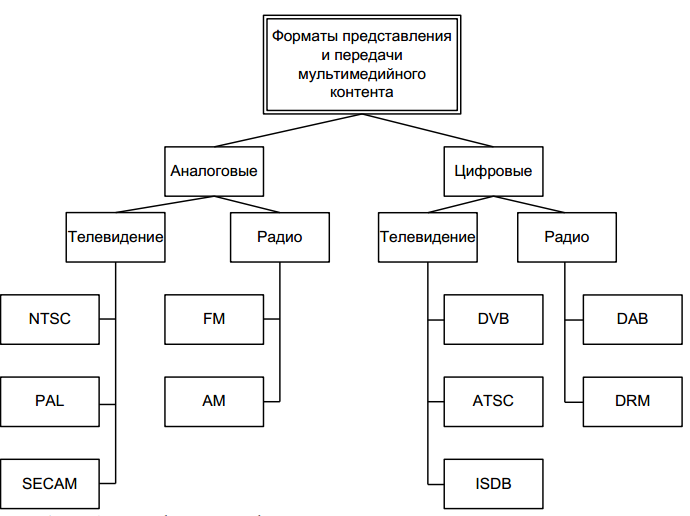 Форматы представления
и передачи
мультимедийного
контента
Аналоговые
Цифровые
Телевидение
Радио
Телевидение
Радио
NTSC
FM
DVB
DAB
PAL
AM
ATSC
DRM
SECAM
ISDB